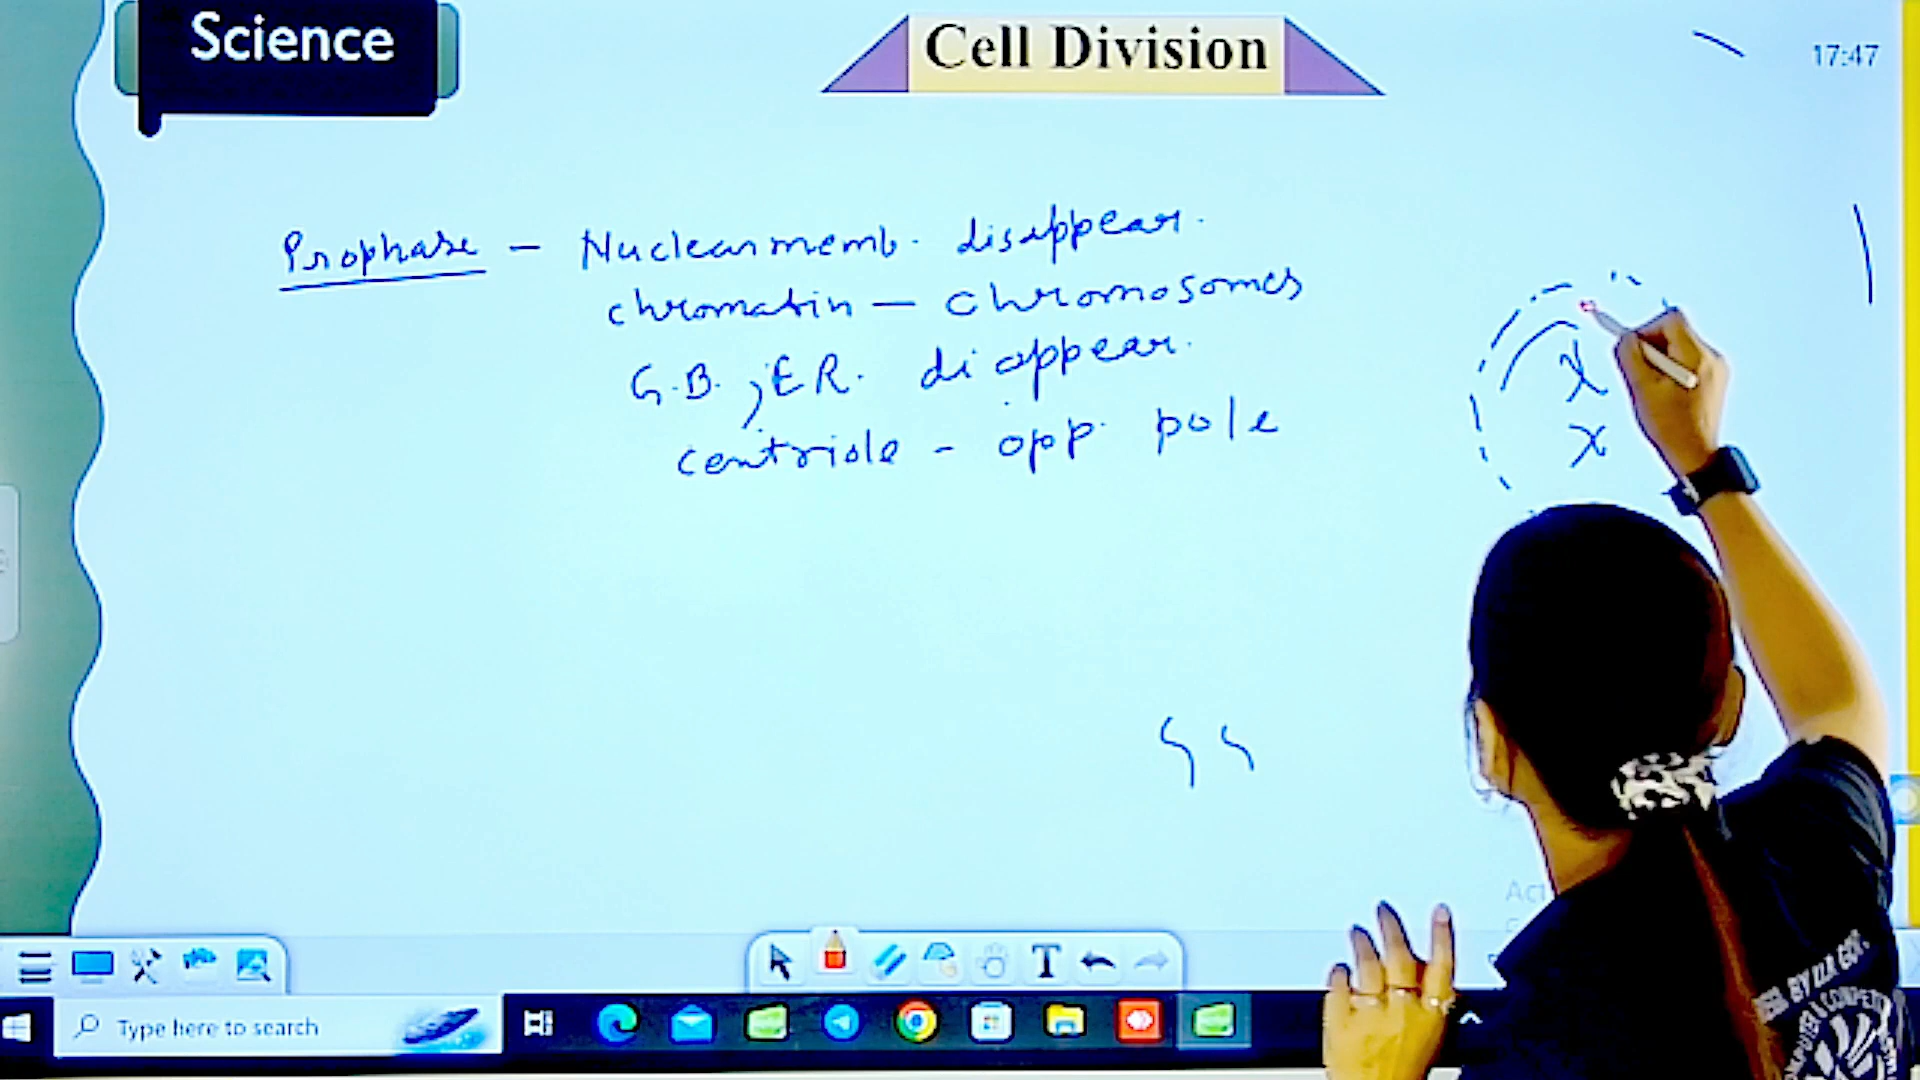 Science
Cell Division
17:47
Prophase - Nuclear memb. disappear.
chromatin - chromosomes
G.B. ; ER. disappear.
centriole - opp. pole
Type here to search
T